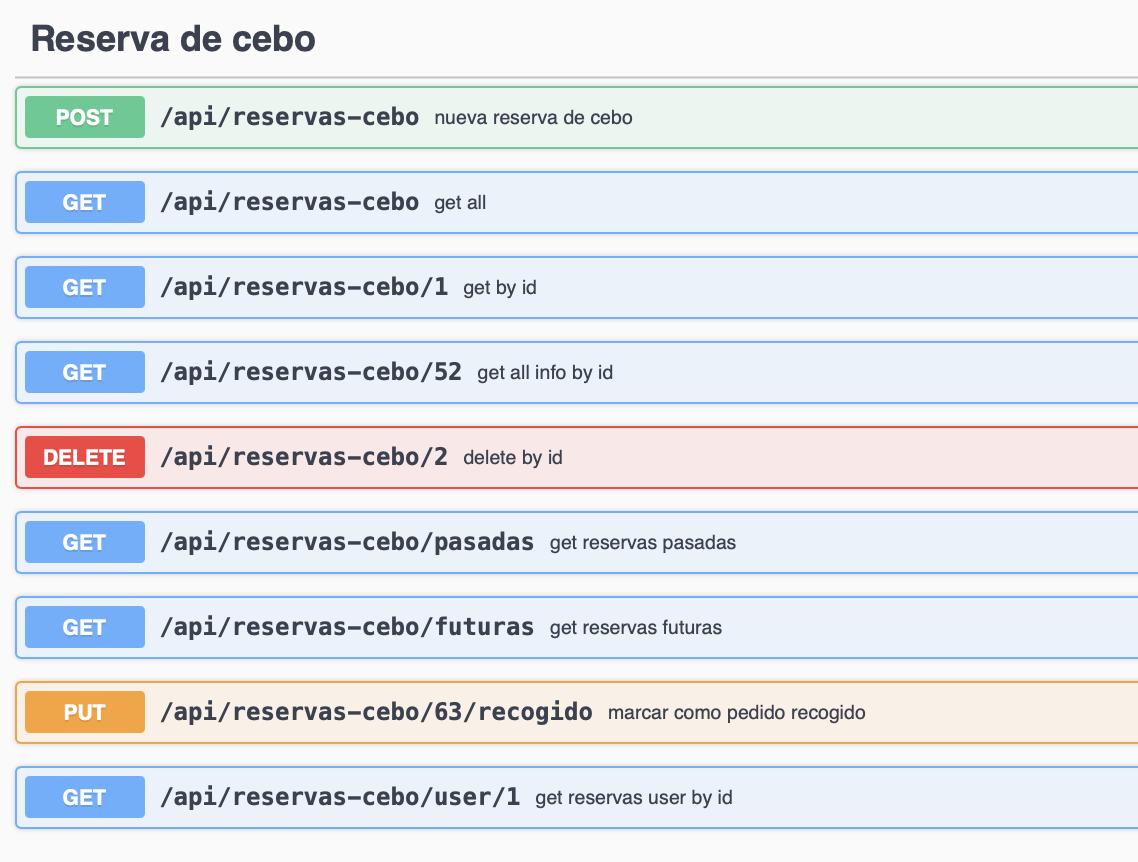 Reserva de cebo
POST /api/reservas-cebo nueva reserva de cebo
GET /api/reservas-cebo get all
GET /api/reservas-cebo/1 get by id
GET /api/reservas-cebo/52 get all info by id
DELETE /api/reservas-cebo/2 delete by id
GET /api/reservas-cebo/pasadas get reservas pasadas
GET /api/reservas-cebo/futuras get reservas futuras
PUT /api/reservas-cebo/63/recogido marcar como pedido recogido
GET /api/reservas-cebo/user/1 get reservas user by id